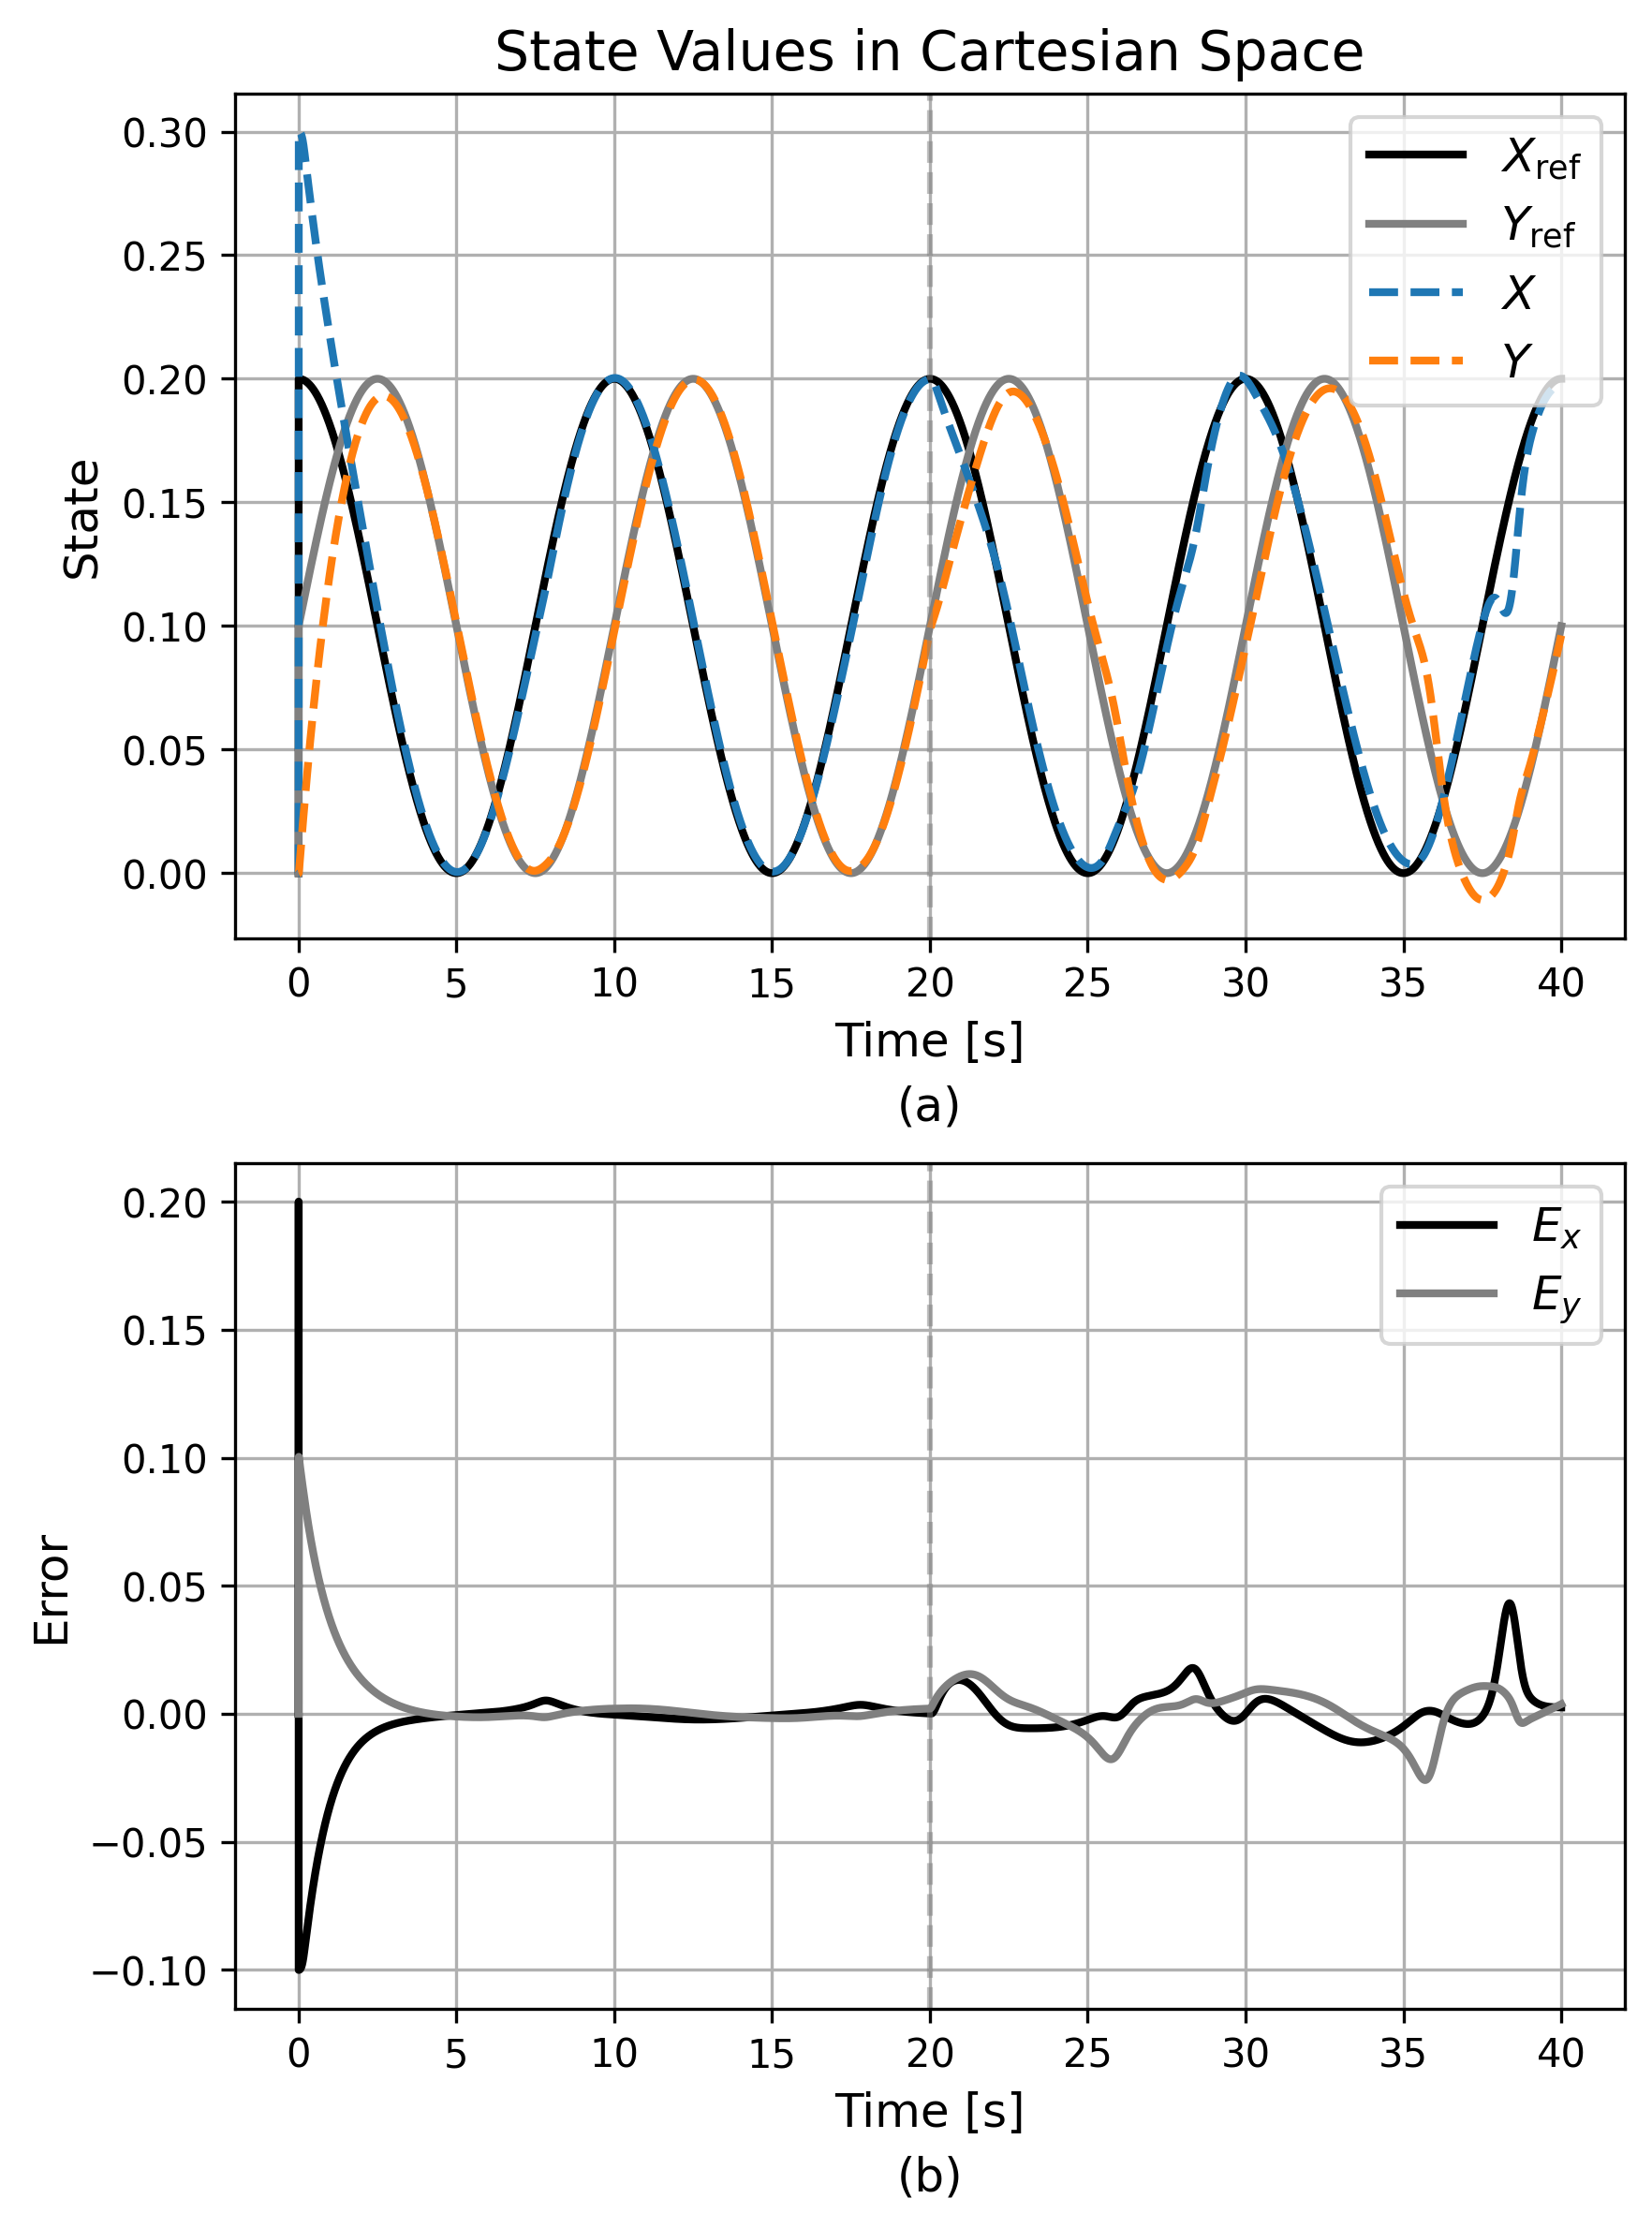 State Values in Cartesian Space
0.30
0.25
0.20
0.15
0.10
0.05
0.00
State
X_ref
Y_ref
X
Y
0 5 10 15 20 25 30 35 40
Time [s]
(a)
0.20
0.15
0.10
0.05
0.00
−0.05
−0.10
Error
E_x
E_y
0 5 10 15 20 25 30 35 40
Time [s]
(b)